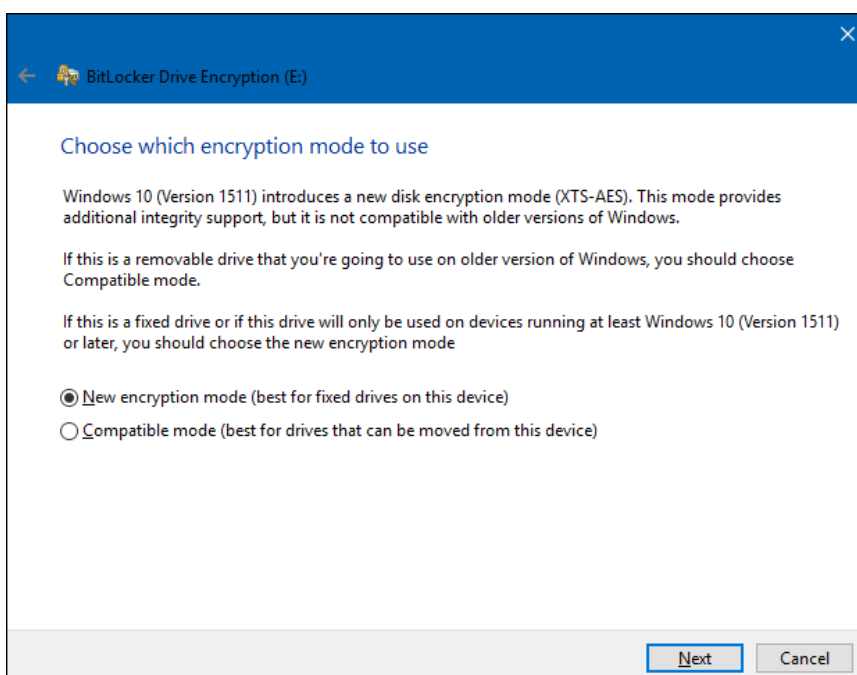 BitLocker Drive Encryption (E:)
Choose which encryption mode to use
Windows 10 (Version 1511) introduces a new disk encryption mode (XTS-AES). This mode provides
additional integrity support, but it is not compatible with older versions of Windows.
If this is a removable drive that you're going to use on older version of Windows, you should choose
Compatible mode.
If this is a fixed drive or if this drive will only be used on devices running at least Windows 10 (Version 1511)
or later, you should choose the new encryption mode
New encryption mode (best for fixed drives on this device)
Compatible mode (best for drives that can be moved from this device)
Next Cancel